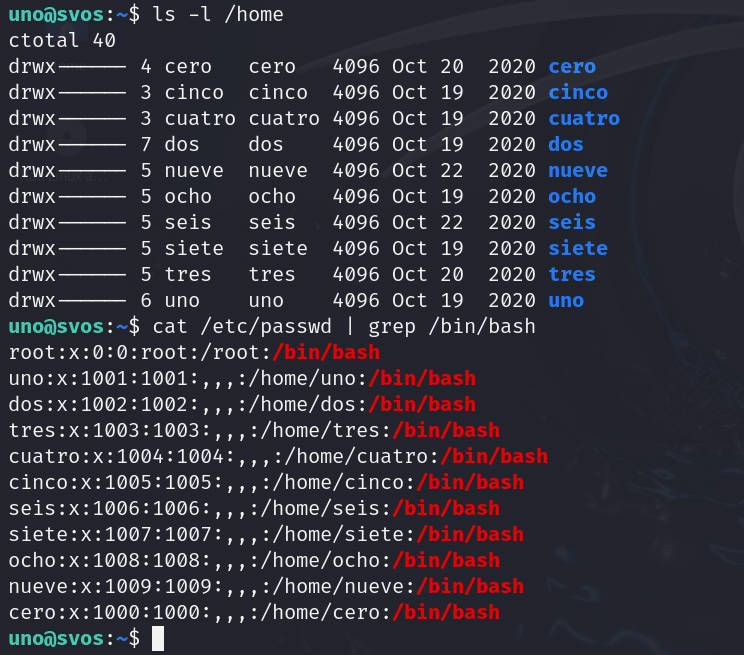 uno@svos:~$ ls -l /home
ctotal 40
drwx------ 4 cero   cero   4096 Oct 20  2020 cero
drwx------ 3 cinco  cinco  4096 Oct 19  2020 cinco
drwx------ 3 cuatro cuatro 4096 Oct 19  2020 cuatro
drwx------ 7 dos    dos    4096 Oct 19  2020 dos
drwx------ 5 nueve  nueve  4096 Oct 22  2020 nueve
drwx------ 5 ocho   ocho   4096 Oct 19  2020 ocho
drwx------ 5 seis   seis   4096 Oct 22  2020 seis
drwx------ 5 siete  siete  4096 Oct 19  2020 siete
drwx------ 5 tres   tres   4096 Oct 20  2020 tres
drwx------ 6 uno    uno    4096 Oct 19  2020 uno
uno@svos:~$ cat /etc/passwd | grep /bin/bash
root:x:0:0:root:/root:/bin/bash
uno:x:1001:1001:,,,:/home/uno:/bin/bash
dos:x:1002:1002:,,,:/home/dos:/bin/bash
tres:x:1003:1003:,,,:/home/tres:/bin/bash
cuatro:x:1004:1004:,,,:/home/cuatro:/bin/bash
cinco:x:1005:1005:,,,:/home/cinco:/bin/bash
seis:x:1006:1006:,,,:/home/seis:/bin/bash
siete:x:1007:1007:,,,:/home/siete:/bin/bash
ocho:x:1008:1008:,,,:/home/ocho:/bin/bash
nueve:x:1009:1009:,,,:/home/nueve:/bin/bash
cero:x:1000:1000:,,,:/home/cero:/bin/bash
uno@svos:~$